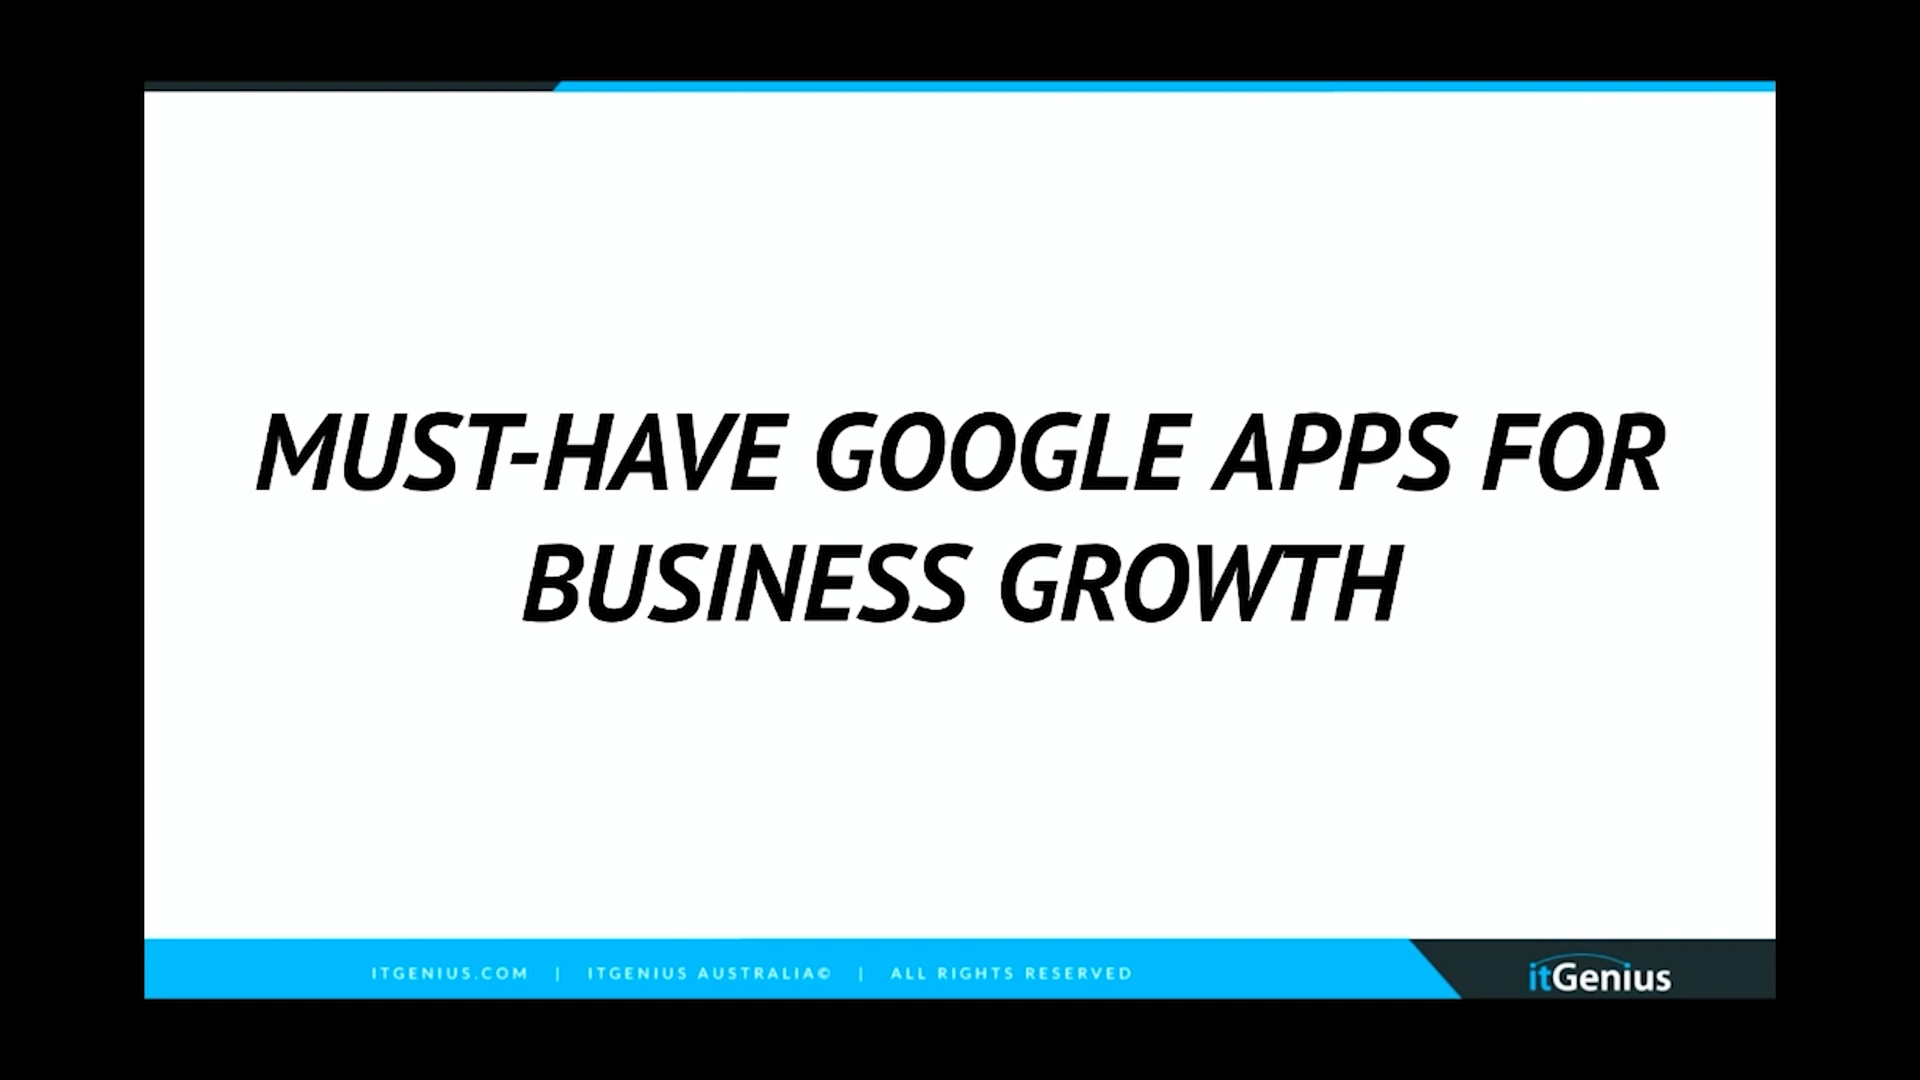 MUST-HAVE GOOGLE APPS FOR
BUSINESS GROWTH
ITGENIUS.COM | ITGENIUS AUSTRALIA© | ALL RIGHTS RESERVED
itGenius